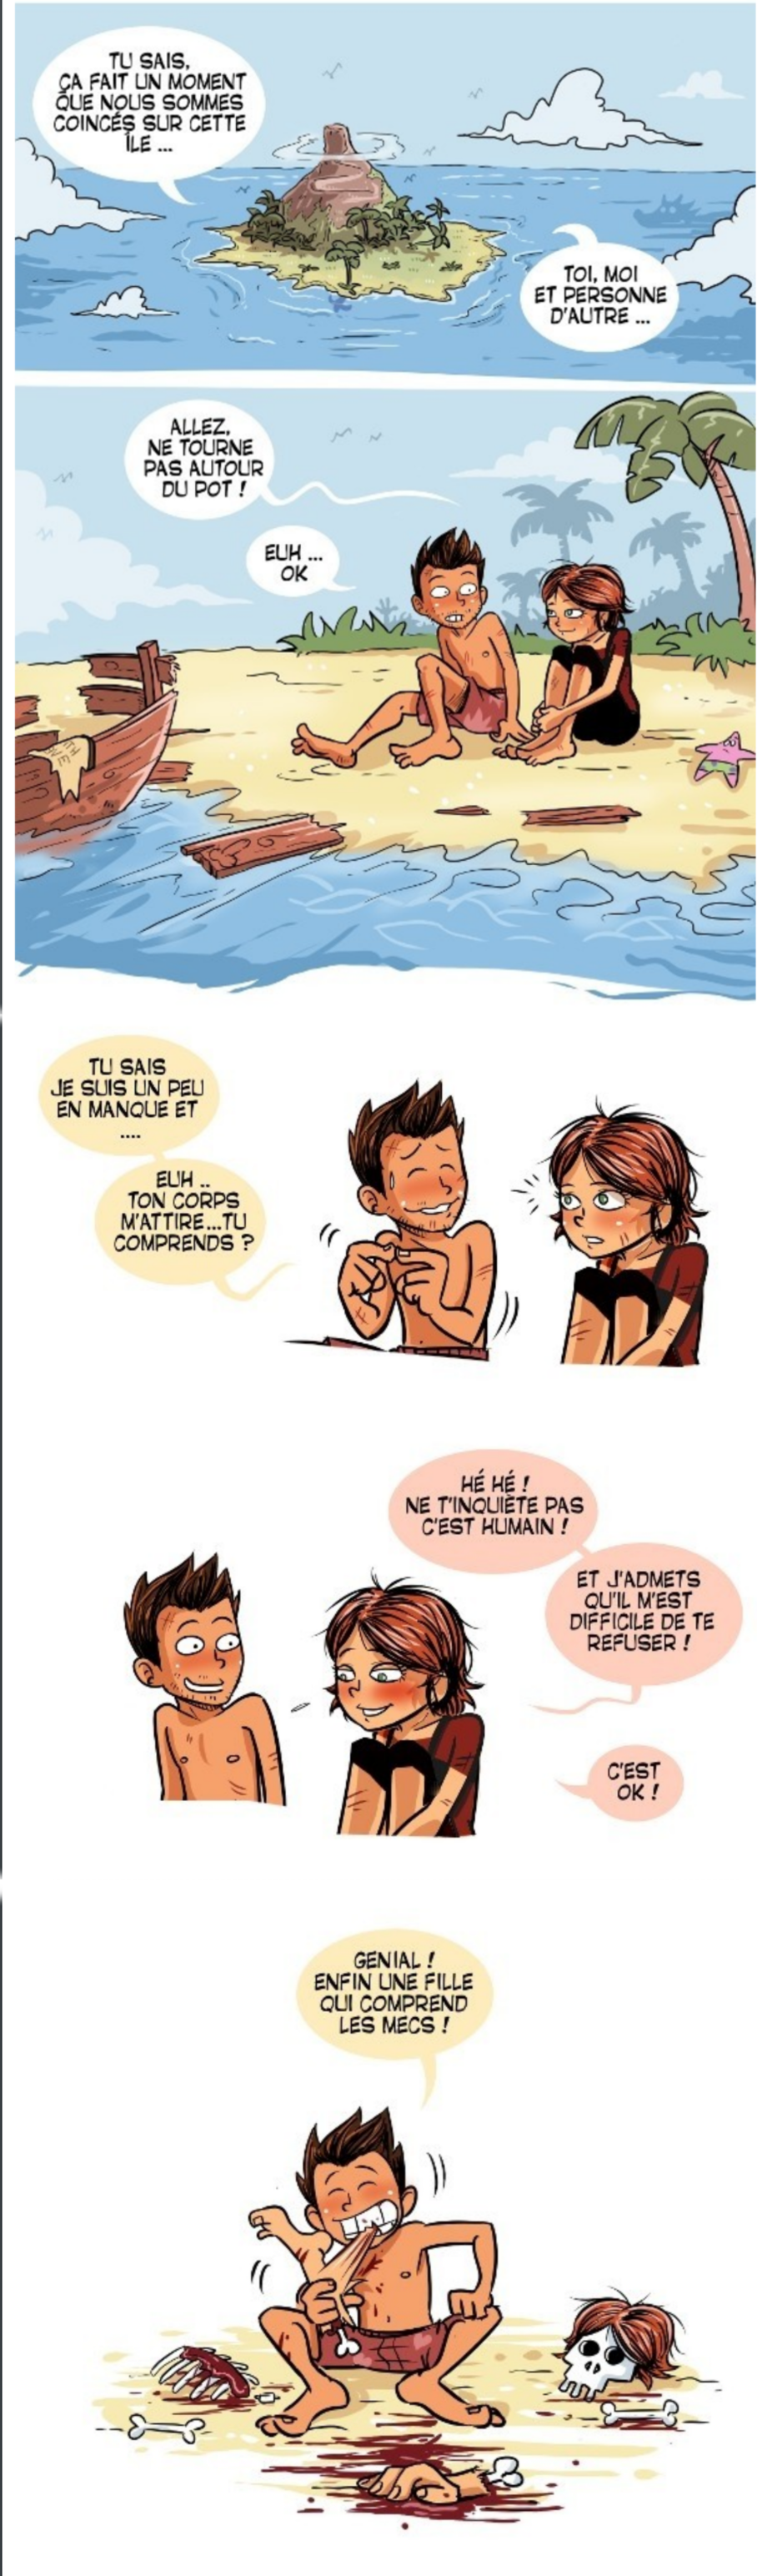 TU SAIS,
ÇA FAIT UN MOMENT
QUE NOUS SOMMES
COINCÉS SUR CETTE
ÎLE ...
TOI, MOI
ET PERSONNE
D'AUTRE ...
ALLEZ,
NE TOURNE
PAS AUTOUR
DU POT !
EUH ...
OK
TU SAIS
JE SUIS UN PEU
EN MANQUE ET
....
EUH ..
TON CORPS
M'ATTIRE...TU
COMPRENDS ?
HÉ HÉ !
NE T'INQUIÈTE PAS
C'EST HUMAIN !
ET J'ADMETS
QU'IL M'EST
DIFFICILE DE TE
REFUSER !
C'EST
OK !
GENIAL !
ENFIN UNE FILLE
QUI COMPREND
LES MECS !